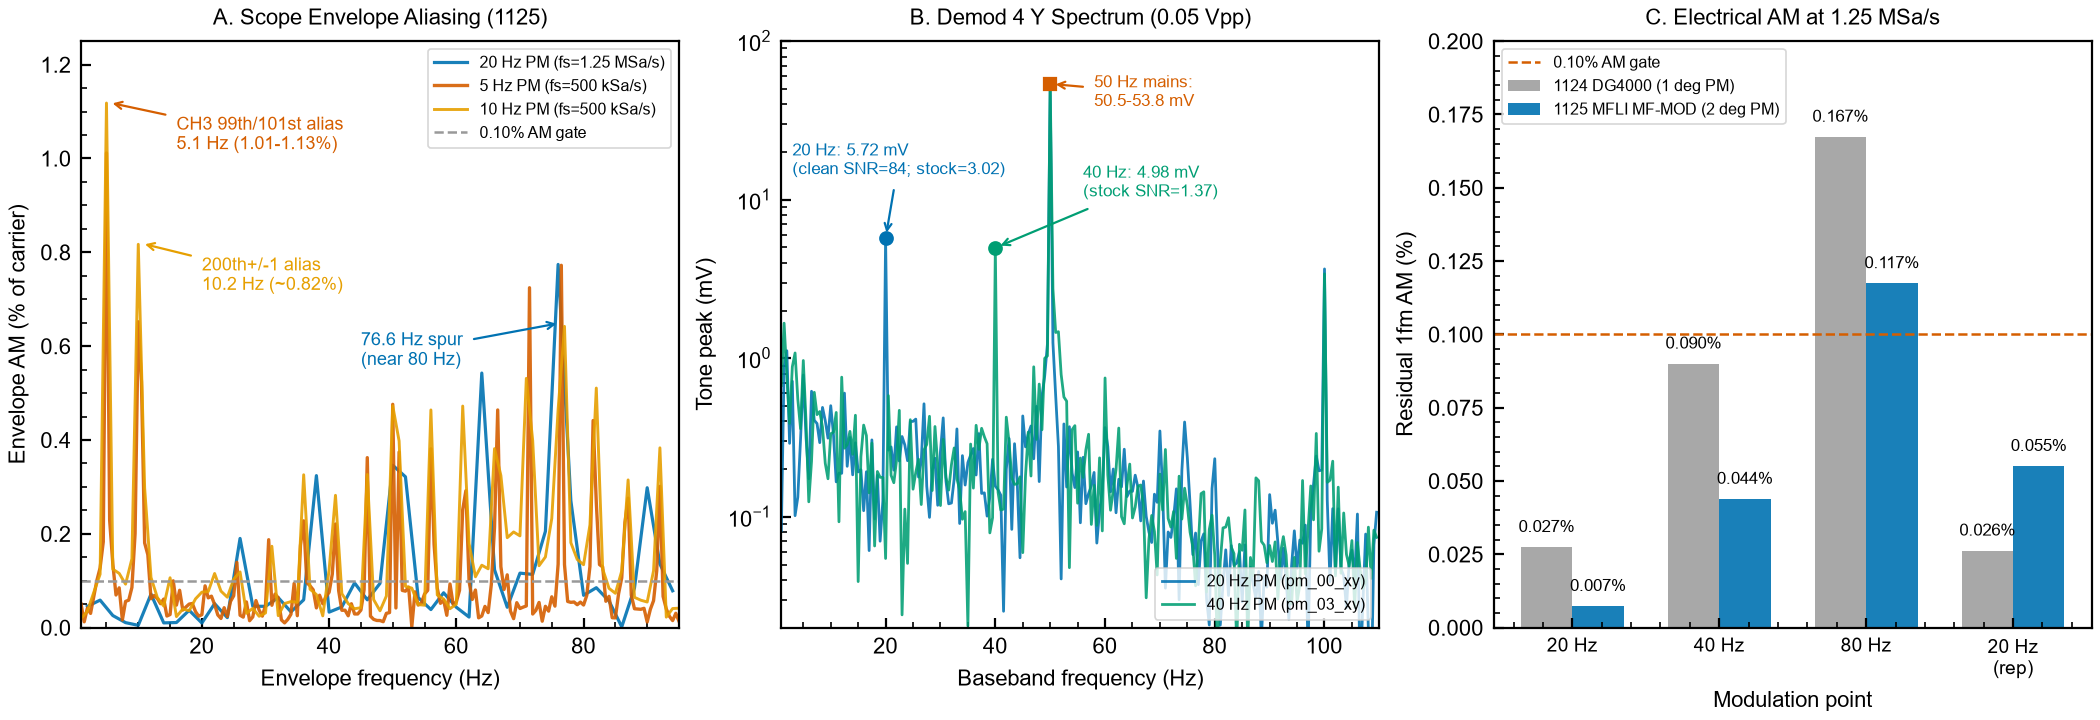 A. Scope Envelope Aliasing (1125)
Envelope AM (% of carrier)
1.2
1.0
0.8
0.6
0.4
0.2
0.0
20 Hz PM (fs=1.25 MSa/s)
5 Hz PM (fs=500 kSa/s)
10 Hz PM (fs=500 kSa/s)
0.10% AM gate
CH3 99th/101st alias
5.1 Hz (1.01-1.13%)
200th+/-1 alias
10.2 Hz (~0.82%)
76.6 Hz spur
(near 80 Hz)
20
40
60
80
Envelope frequency (Hz)
B. Demod 4 Y Spectrum (0.05 Vpp)
Tone peak (mV)
10^2
10^1
10^0
10^−1
50 Hz mains:
50.5-53.8 mV
20 Hz: 5.72 mV
(clean SNR=84; stock=3.02)
40 Hz: 4.98 mV
(stock SNR=1.37)
20 Hz PM (pm_00_xy)
40 Hz PM (pm_03_xy)
20
40
60
80
100
Baseband frequency (Hz)
C. Electrical AM at 1.25 MSa/s
Residual 1fm AM (%)
0.200
0.175
0.150
0.125
0.100
0.075
0.050
0.025
0.000
0.10% AM gate
1124 DG4000 (1 deg PM)
1125 MFLI MF-MOD (2 deg PM)
0.027%
0.007%
0.090%
0.044%
0.167%
0.117%
0.026%
0.055%
20 Hz
40 Hz
80 Hz
20 Hz
(rep)
Modulation point